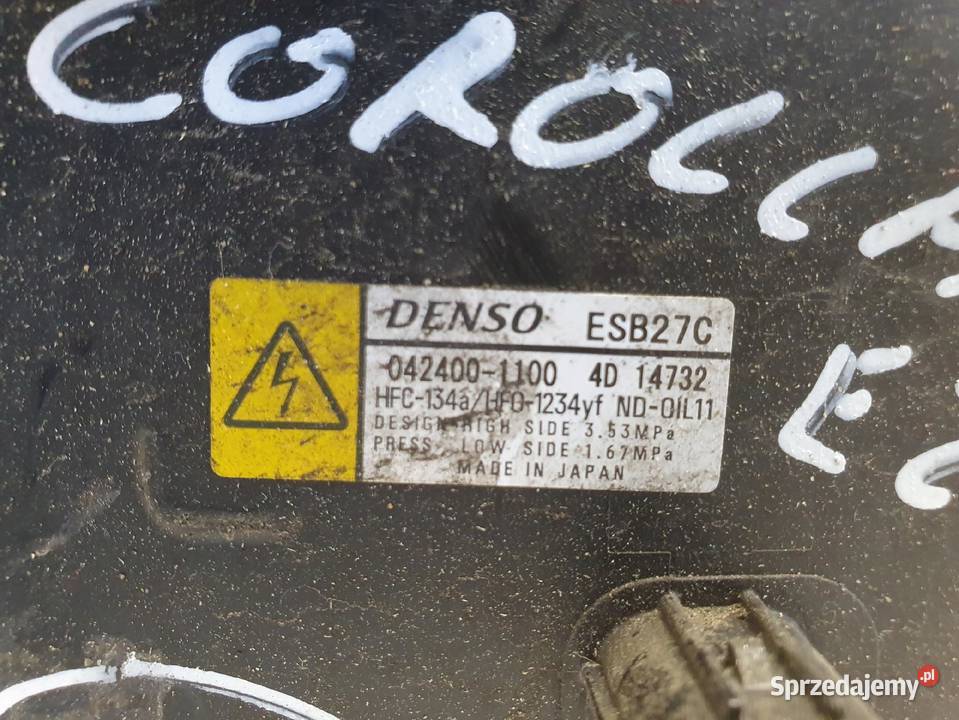 COROLLA
E
DENSO ESB27C
042400-1100 4D 14732
HFC-134a/HFO-1234yf ND-OIL11
DESIGN HIGH SIDE 3.53MPa
PRESS. LOW SIDE 1.67MPa
MADE IN JAPAN
Sprzedajemy.pl